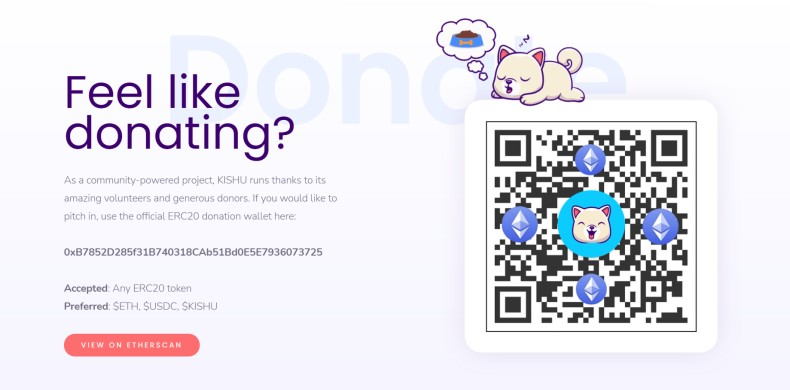 Donate
Feel like
donating?
As a community-powered project, KISHU runs thanks to its
amazing volunteers and generous donors. If you would like to
pitch in, use the official ERC20 donation wallet here:
0xB7852D285f31B740318CAb51Bd0E5E7936073725
Accepted: Any ERC20 token
Preferred: $ETH, $USDC, $KISHU
VIEW ON ETHERSCAN